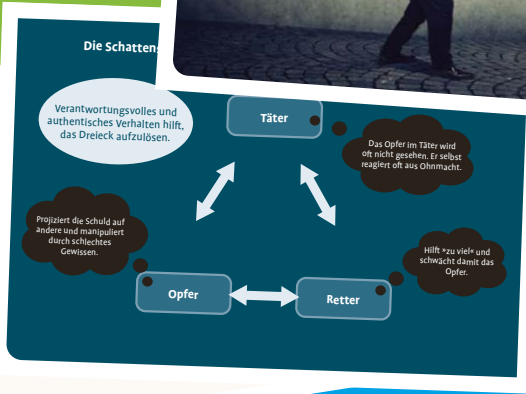 Die Schatten
Verantwortungsvolles und
authentisches Verhalten hilft,
das Dreieck aufzulösen.
Täter
Das Opfer im Täter wird
oft nicht gesehen. Er selbst
reagiert oft aus Ohnmacht.
Projiziert die Schuld auf
andere und manipuliert
durch schlechtes
Gewissen.
Hilft »zu viel« und
schwächt damit das
Opfer.
Opfer
Retter